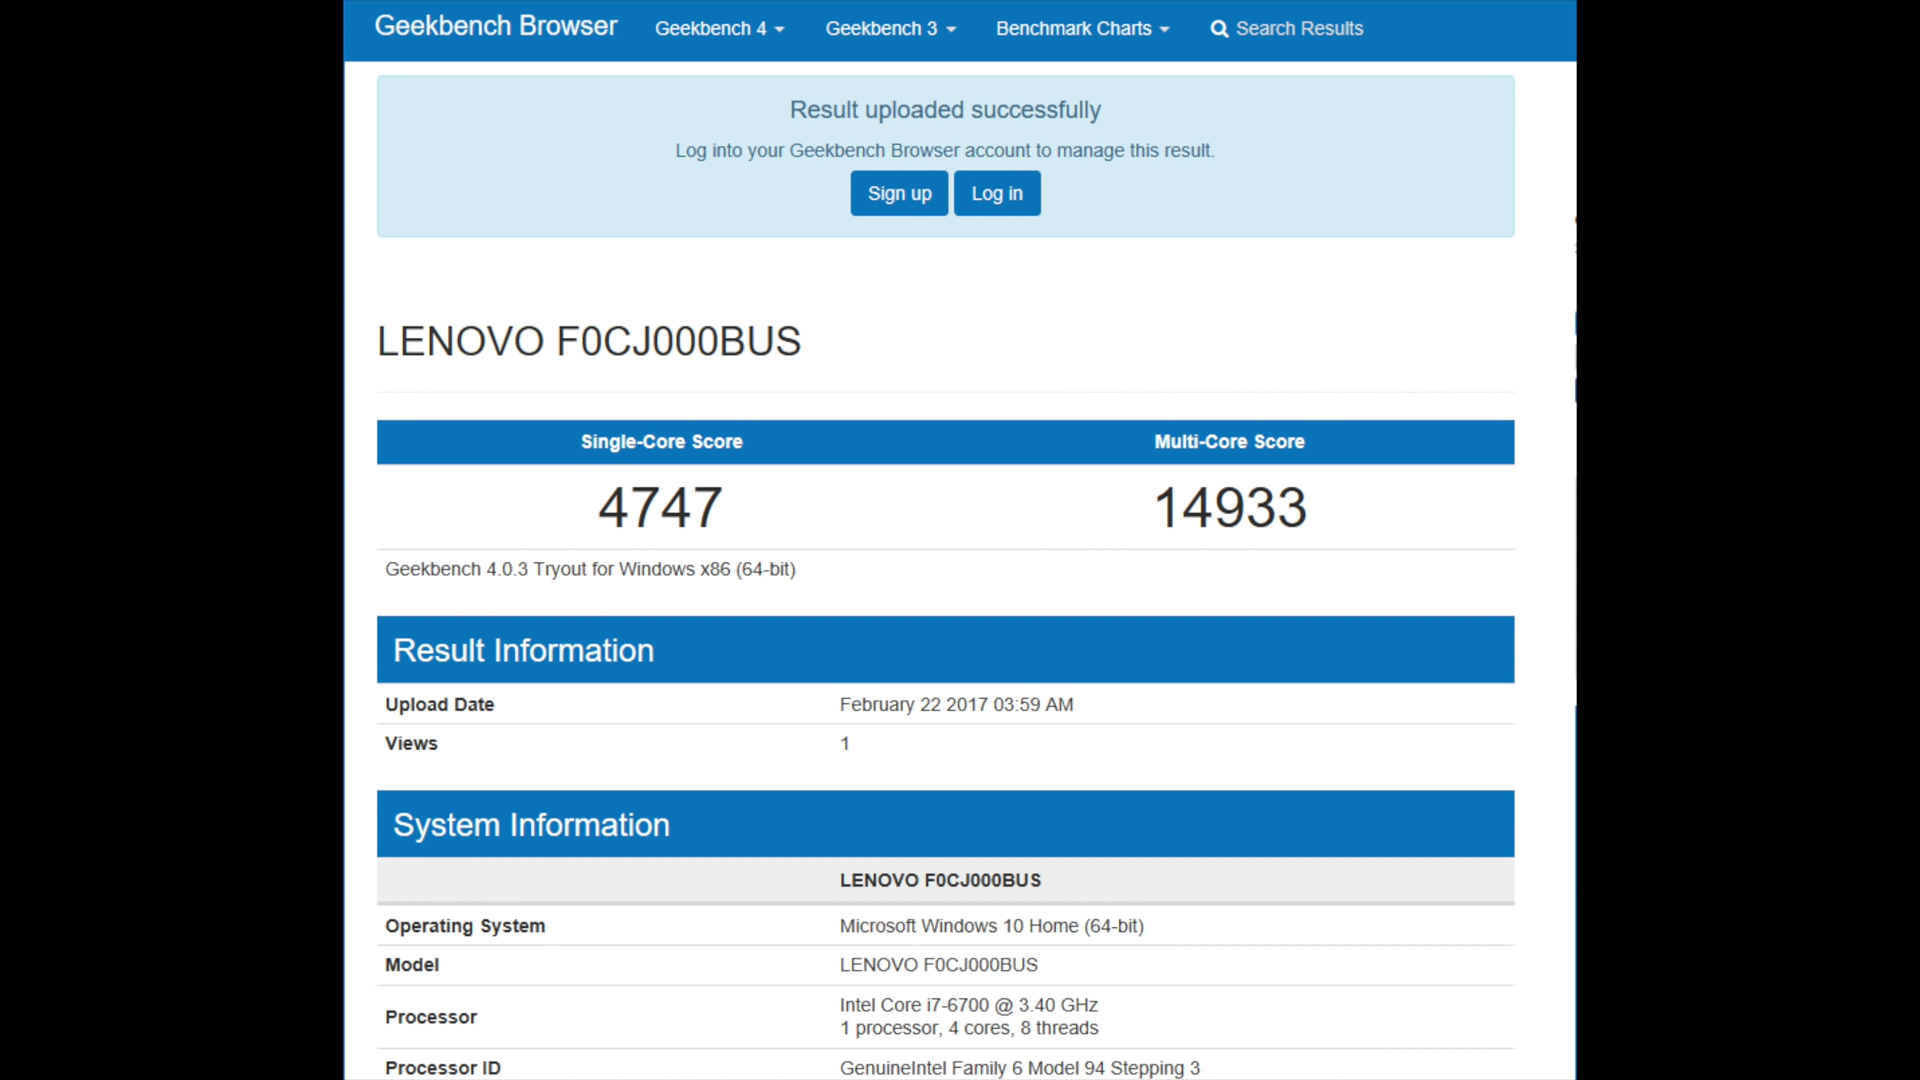 Geekbench Browser Geekbench 4 Geekbench 3 Benchmark Charts Search Results
Result uploaded successfully
Log into your Geekbench Browser account to manage this result.
Sign up Log in
LENOVO F0CJ000BUS
Single-Core Score Multi-Core Score
4747 14933
Geekbench 4.0.3 Tryout for Windows x86 (64-bit)
Result Information
Upload Date February 22 2017 03:59 AM
Views 1
System Information
LENOVO F0CJ000BUS
Operating System Microsoft Windows 10 Home (64-bit)
Model LENOVO F0CJ000BUS
Processor Intel Core i7-6700 @ 3.40 GHz
1 processor, 4 cores, 8 threads
Processor ID GenuineIntel Family 6 Model 94 Stepping 3